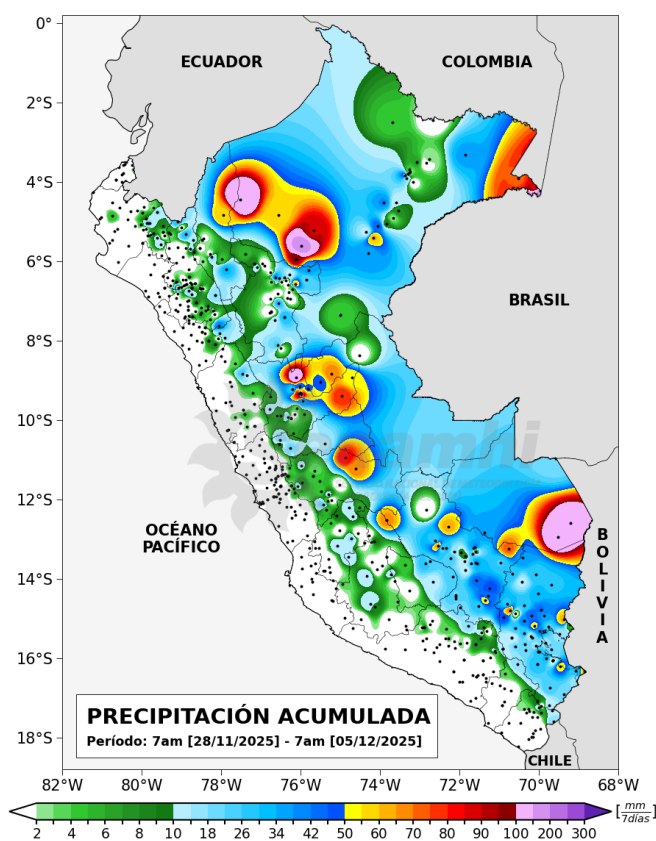 0°
2°S
4°S
6°S
8°S
10°S
12°S
14°S
16°S
18°S
ECUADOR
COLOMBIA
BRASIL
OCÉANO
PACÍFICO
BOLIVIA
CHILE
senamhi
PRECIPITACIÓN ACUMULADA
Período: 7am [28/11/2025] - 7am [05/12/2025]
82°W 80°W 78°W 76°W 74°W 72°W 70°W 68°W
2 4 6 8 10 18 26 34 42 50 60 70 80 90 100 200 300
[mm/7días]